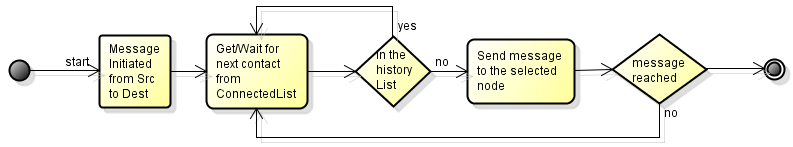 start
Message
Initiated
from Src
to Dest
Get/Wait for
next contact
from
ConnectedList
yes
In the
history
List
no
Send message
to the selected
node
message
reached
no